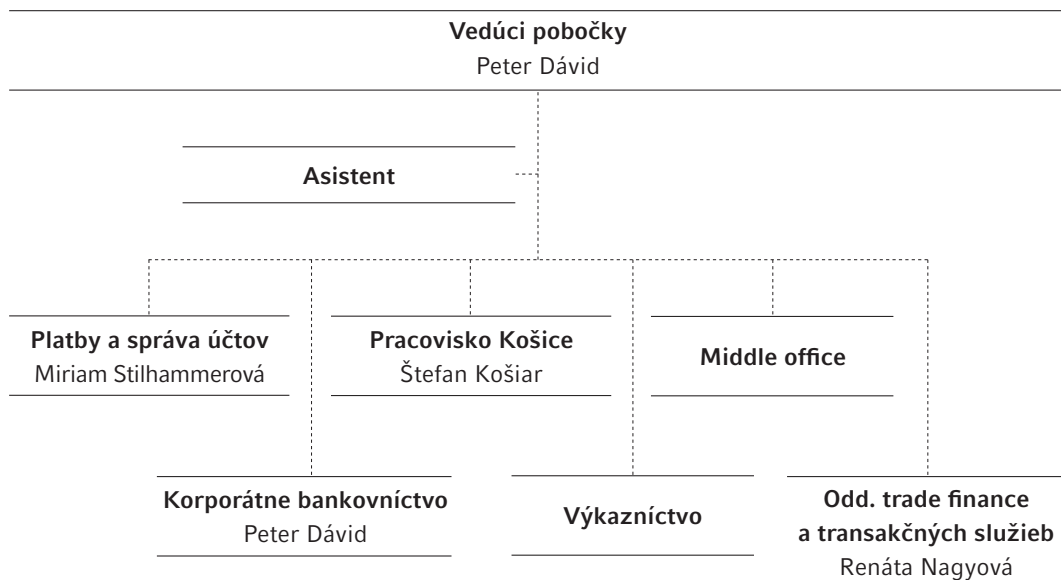 Vedúci pobočky
Peter Dávid
Asistent
Platby a správa účtov
Miriam Stilhammerová
Pracovisko Košice
Štefan Košiar
Middle office
Korporátne bankovníctvo
Peter Dávid
Výkazníctvo
Odd. trade finance
a transakčných služieb
Renáta Nagyová